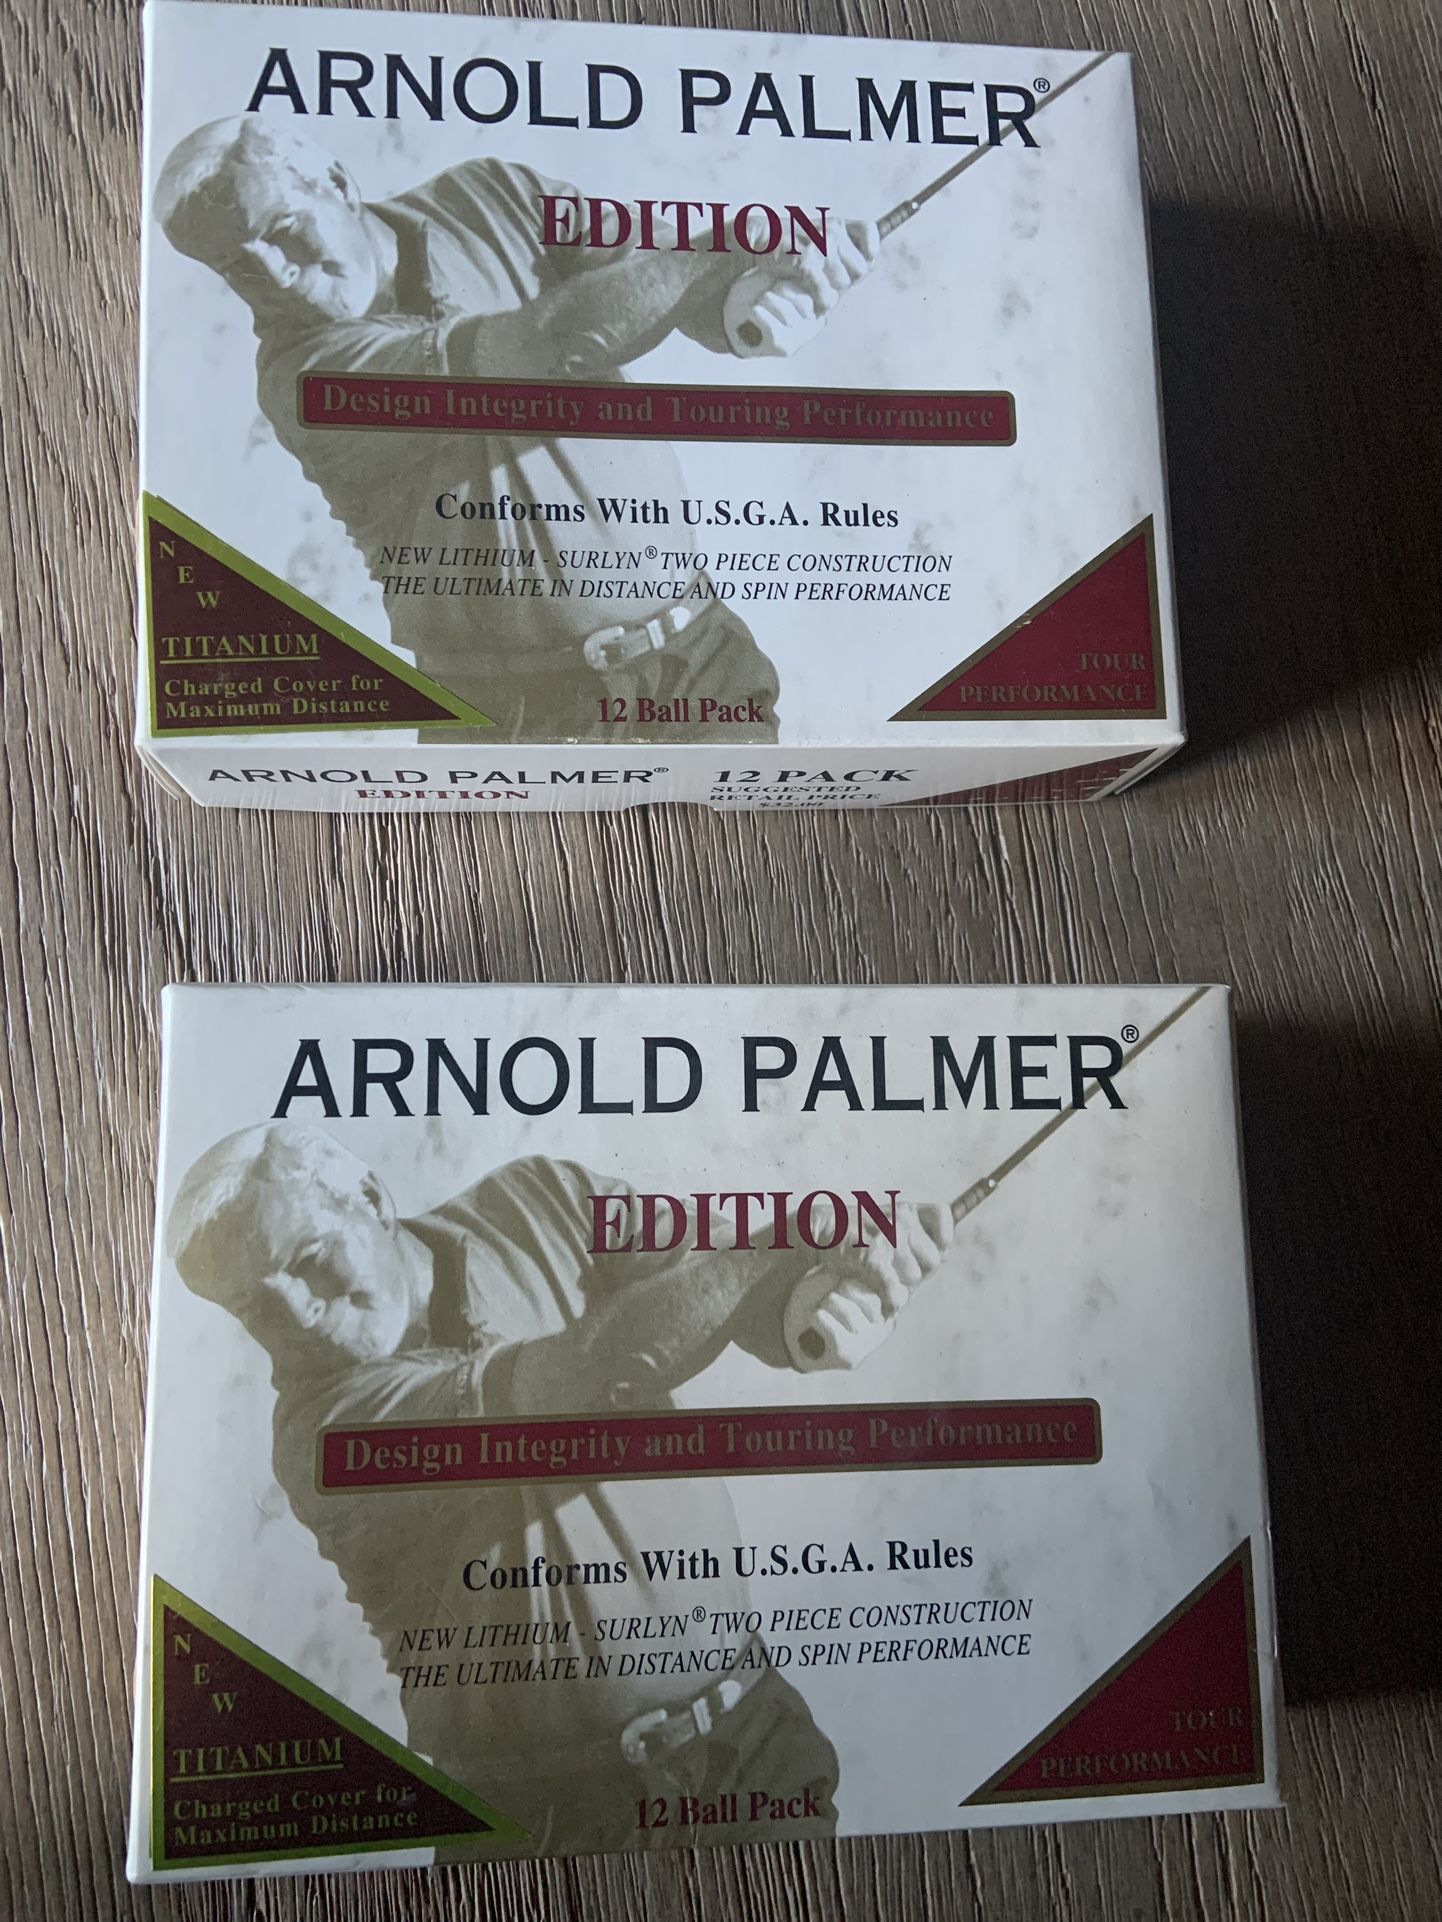 ARNOLD PALMER®
EDITION
Design Integrity and Touring Performance
Conforms With U.S.G.A. Rules
NEW LITHIUM - SURLYN® TWO PIECE CONSTRUCTION
THE ULTIMATE IN DISTANCE AND SPIN PERFORMANCE
NEW
TITANIUM
Charged Cover for
Maximum Distance
12 Ball Pack
TOUR
PERFORMANCE
ARNOLD PALMER®
EDITION
12 PACK
SUGGESTED
RETAIL PRICE
$32.00
ARNOLD PALMER®
EDITION
Design Integrity and Touring Performance
Conforms With U.S.G.A. Rules
NEW LITHIUM - SURLYN® TWO PIECE CONSTRUCTION
THE ULTIMATE IN DISTANCE AND SPIN PERFORMANCE
NEW
TITANIUM
Charged Cover for
Maximum Distance
12 Ball Pack
TOUR
PERFORMANCE